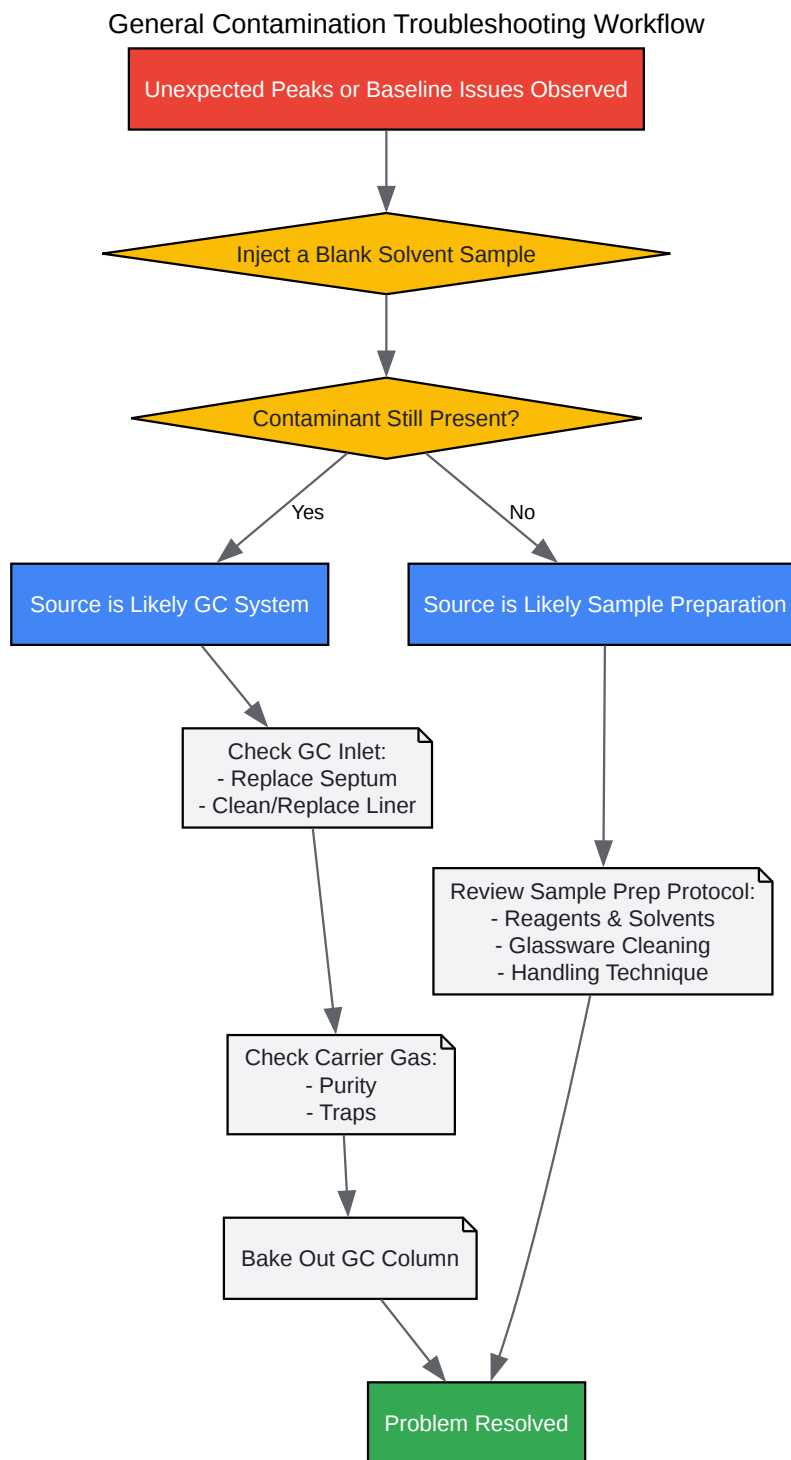 General Contamination Troubleshooting Workflow
Unexpected Peaks or Baseline Issues Observed
Inject a Blank Solvent Sample
Contaminant Still Present?
Yes
No
Source is Likely GC System
Source is Likely Sample Preparation
Check GC Inlet:
- Replace Septum
- Clean/Replace Liner
Review Sample Prep Protocol:
- Reagents & Solvents
- Glassware Cleaning
- Handling Technique
Check Carrier Gas:
- Purity
- Traps
Bake Out GC Column
Problem Resolved